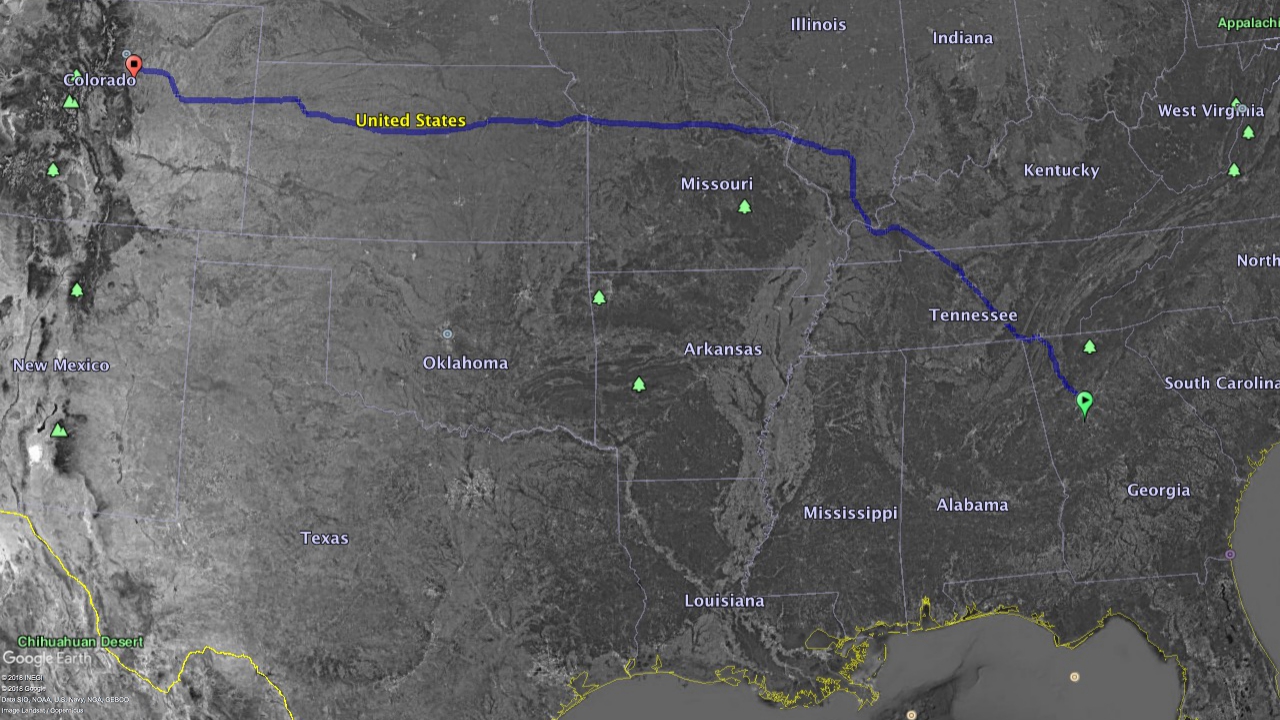 Illinois
Appalachi
Indiana
Colorado
West Virginia
United States
Kentucky
Missouri
North
Tennessee
Arkansas
Oklahoma
New Mexico
South Carolina
Georgia
Alabama
Mississippi
Texas
Louisiana
Chihuahuan Desert
Google Earth
© 2018 INEGI
© 2018 Google
Data SIO, NOAA, U.S. Navy, NGA, GEBCO
Image Landsat / Copernicus